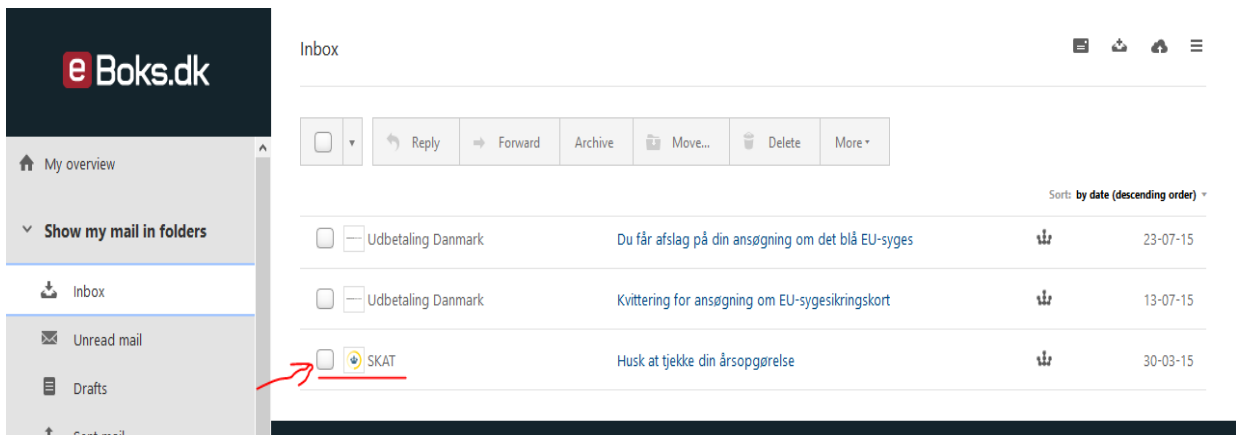 e Boks.dk
Inbox
Reply Forward Archive Move... Delete More
My overview
Sort: by date (descending order)
Show my mail in folders
Udbetaling Danmark Du får afslag på din ansøgning om det blå EU-syges 23-07-15
Inbox
Udbetaling Danmark Kvittering for ansøgning om EU-sygesikringskort 13-07-15
Unread mail
SKAT Husk at tjekke din årsopgørelse 30-03-15
Drafts
Sent mail